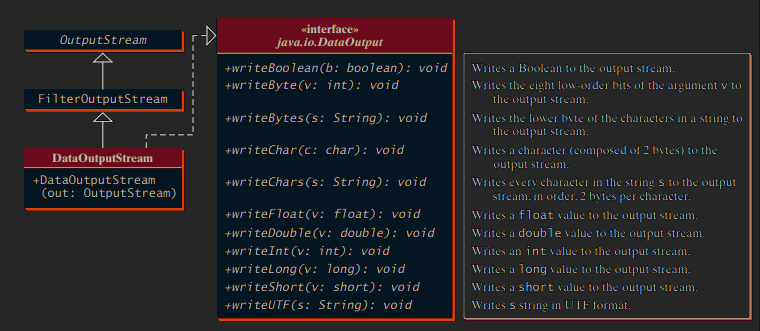 OutputStream
FilterOutputStream
DataOutputStream
+DataOutputStream
(out: OutputStream)
«interface»
java.io.DataOutput
+writeBoolean(b: boolean): void
+writeByte(v: int): void
+writeBytes(s: String): void
+writeChar(c: char): void
+writeChars(s: String): void
+writeFloat(v: float): void
+writeDouble(v: double): void
+writeInt(v: int): void
+writeLong(v: long): void
+writeShort(v: short): void
+writeUTF(s: String): void
Writes a Boolean to the output stream.
Writes the eight low-order bits of the argument v to
the output stream.
Writes the lower byte of the characters in a string to
the output stream.
Writes a character (composed of 2 bytes) to the
output stream.
Writes every character in the string s to the output
stream, in order, 2 bytes per character.
Writes a float value to the output stream.
Writes a double value to the output stream.
Writes an int value to the output stream.
Writes a long value to the output stream.
Writes a short value to the output stream.
Writes s string in UTF format.